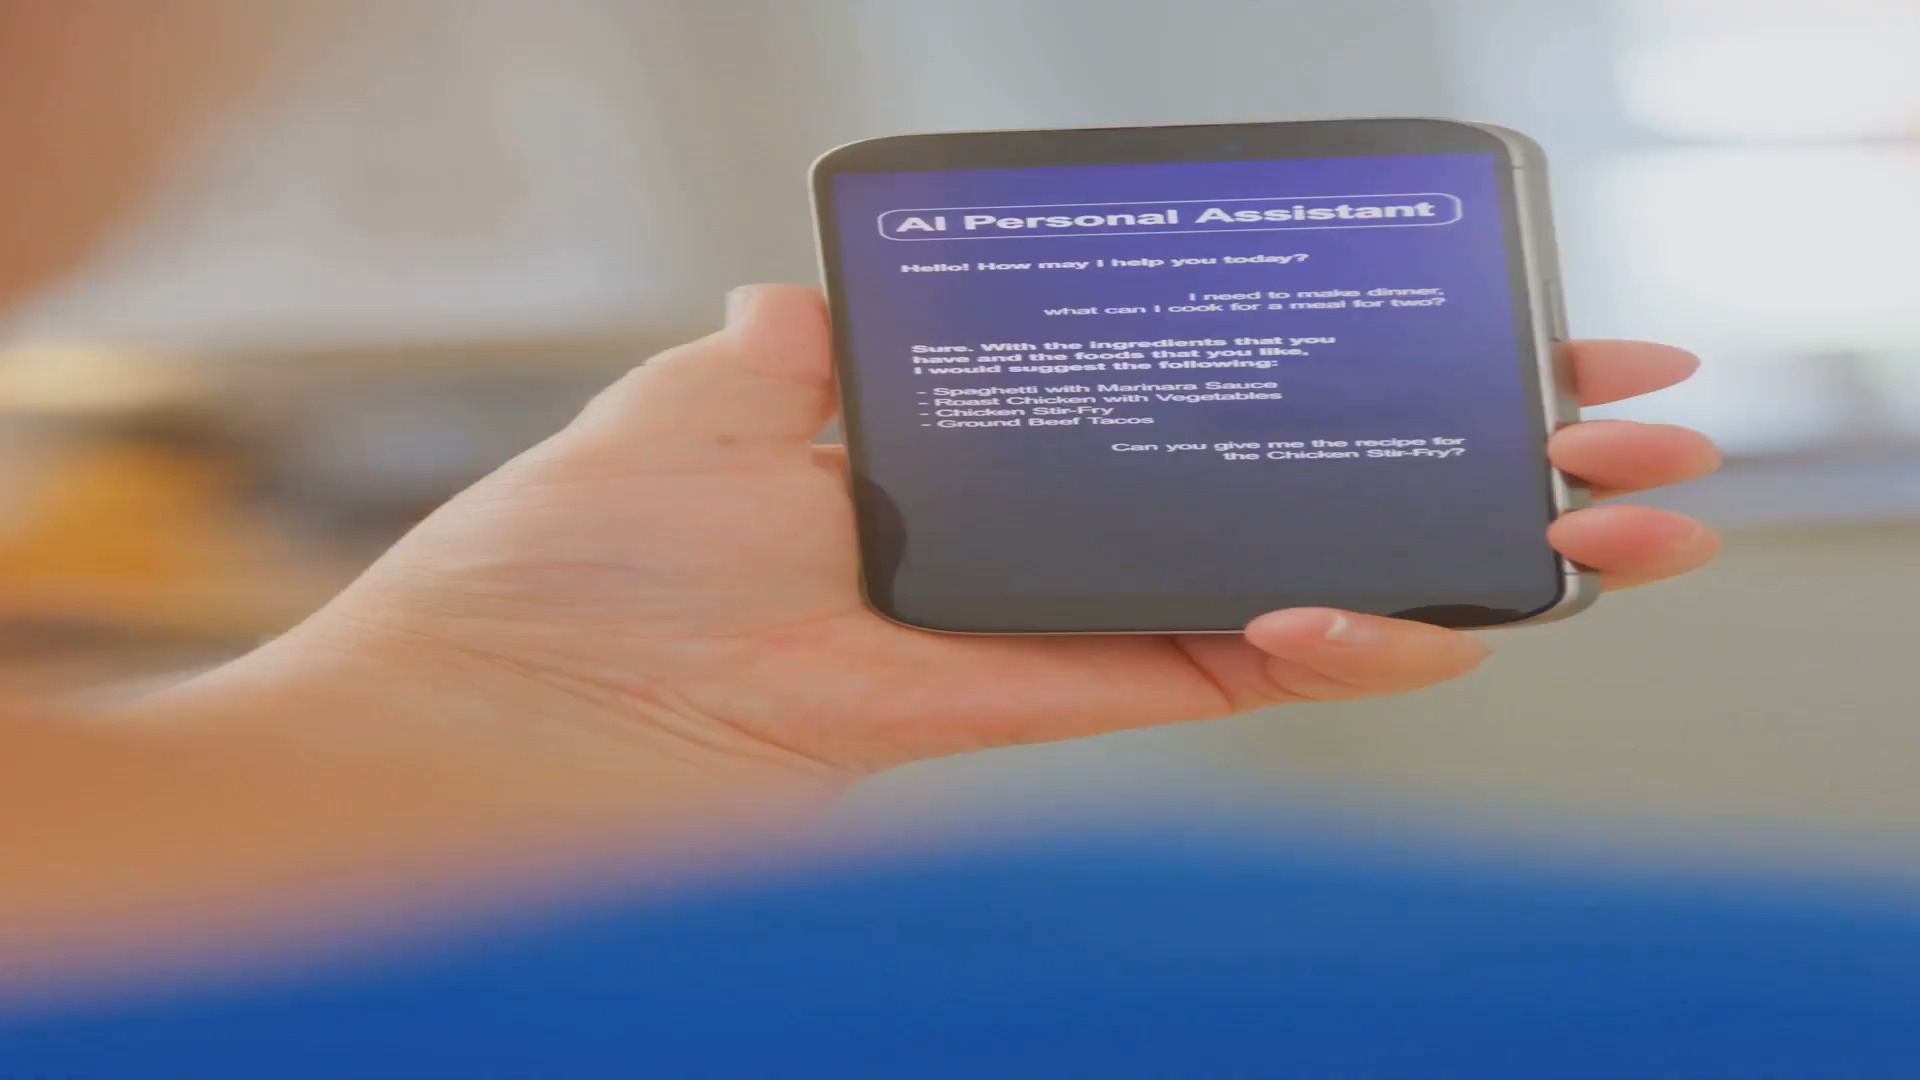 AI Personal Assistant
Hello! How may I help you today?
I need to make dinner,
what can I cook for a meal for two?
Sure. With the ingredients that you
have and the foods that you like,
I would suggest the following:
- Spaghetti with Marinara Sauce
- Roast Chicken with Vegetables
- Chicken Stir-Fry
- Ground Beef Tacos
Can you give me the recipe for
the Chicken Stir-Fry?